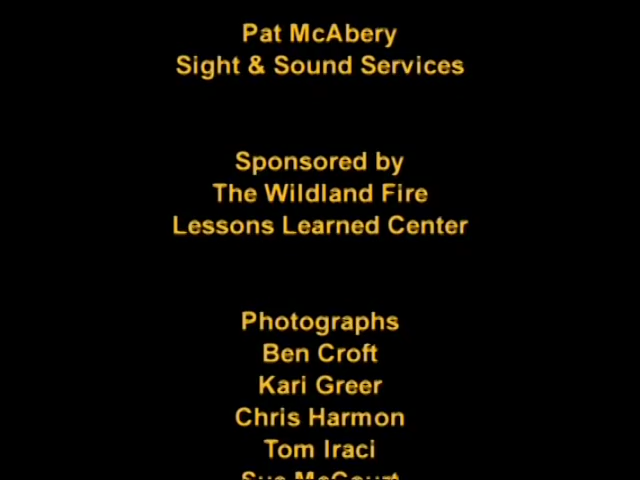 Pat McAbery
Sight & Sound Services
Sponsored by
The Wildland Fire
Lessons Learned Center
Photographs
Ben Croft
Kari Greer
Chris Harmon
Tom Iraci